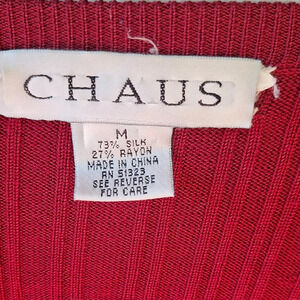 CHAUS
M
73% SILK
27% RAYON
MADE IN CHINA
RN 51323
SEE REVERSE
FOR CARE